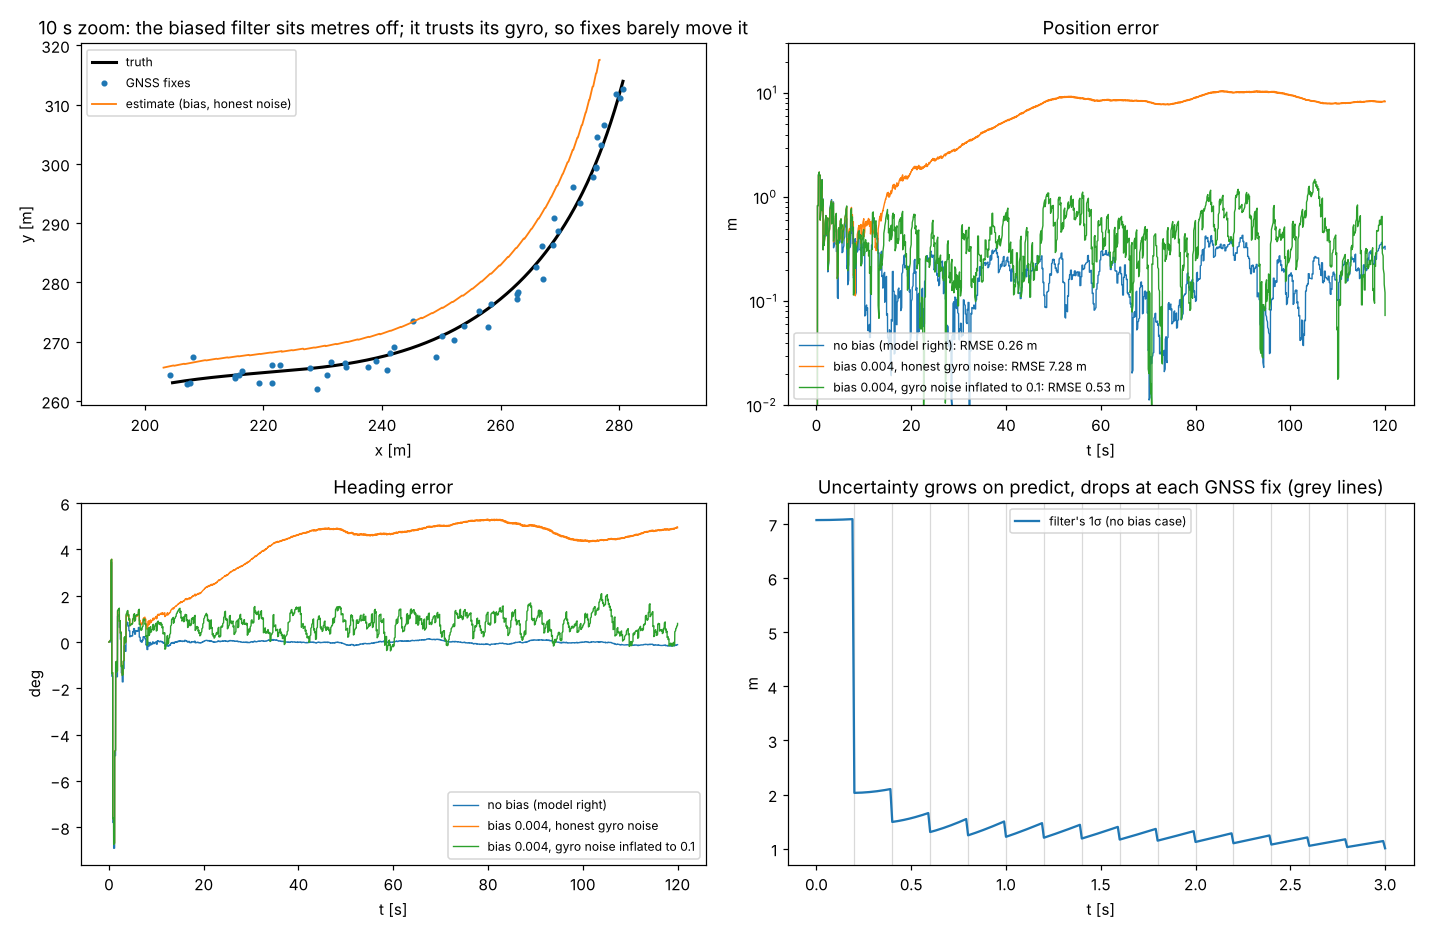 10 s zoom: the biased filter sits metres off; it trusts its gyro, so fixes barely move it
320
310
300
290
280
270
260
y [m]
truth
GNSS fixes
estimate (bias, honest noise)
200
220
240
260
280
x [m]
Position error
10¹
10⁰
10⁻¹
10⁻²
m
no bias (model right): RMSE 0.26 m
bias 0.004, honest gyro noise: RMSE 7.28 m
bias 0.004, gyro noise inflated to 0.1: RMSE 0.53 m
0
20
40
60
80
100
120
t [s]
Heading error
6
4
2
0
−2
−4
−6
−8
deg
no bias (model right)
bias 0.004, honest gyro noise
bias 0.004, gyro noise inflated to 0.1
0
20
40
60
80
100
120
t [s]
Uncertainty grows on predict, drops at each GNSS fix (grey lines)
7
6
5
4
3
2
1
m
filter's 1σ (no bias case)
0.0
0.5
1.0
1.5
2.0
2.5
3.0
t [s]